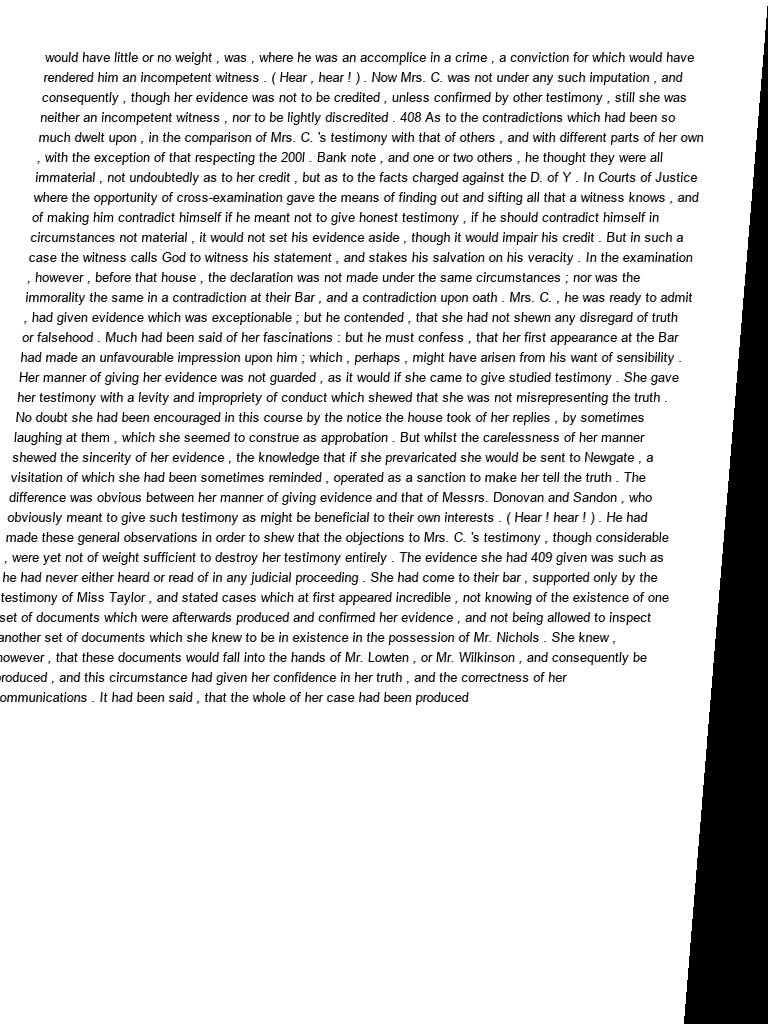 would have little or no weight , was , where he was an accomplice in a crime , a conviction for which would have
rendered him an incompetent witness . ( Hear , hear ! ) . Now Mrs. C. was not under any such imputation , and
consequently , though her evidence was not to be credited , unless confirmed by other testimony , still she was
neither an incompetent witness , nor to be lightly discredited . 408 As to the contradictions which had been so
much dwelt upon , in the comparison of Mrs. C. 's testimony with that of others , and with different parts of her own
, with the exception of that respecting the 200l . Bank note , and one or two others , he thought they were all
immaterial , not undoubtedly as to her credit , but as to the facts charged against the D. of Y . In Courts of Justice
where the opportunity of cross-examination gave the means of finding out and sifting all that a witness knows , and
of making him contradict himself if he meant not to give honest testimony , if he should contradict himself in
circumstances not material , it would not set his evidence aside , though it would impair his credit . But in such a
case the witness calls God to witness his statement , and stakes his salvation on his veracity . In the examination
, however , before that house , the declaration was not made under the same circumstances ; nor was the
immorality the same in a contradiction at their Bar , and a contradiction upon oath . Mrs. C. , he was ready to admit
, had given evidence which was exceptionable ; but he contended , that she had not shewn any disregard of truth
or falsehood . Much had been said of her fascinations : but he must confess , that her first appearance at the Bar
had made an unfavourable impression upon him ; which , perhaps , might have arisen from his want of sensibility .
Her manner of giving her evidence was not guarded , as it would if she came to give studied testimony . She gave
her testimony with a levity and impropriety of conduct which shewed that she was not misrepresenting the truth .
No doubt she had been encouraged in this course by the notice the house took of her replies , by sometimes
laughing at them , which she seemed to construe as approbation . But whilst the carelessness of her manner
shewed the sincerity of her evidence , the knowledge that if she prevaricated she would be sent to Newgate , a
visitation of which she had been sometimes reminded , operated as a sanction to make her tell the truth . The
difference was obvious between her manner of giving evidence and that of Messrs. Donovan and Sandon , who
obviously meant to give such testimony as might be beneficial to their own interests . ( Hear ! hear ! ) . He had
made these general observations in order to shew that the objections to Mrs. C. 's testimony , though considerable
, were yet not of weight sufficient to destroy her testimony entirely . The evidence she had 409 given was such as
he had never either heard or read of in any judicial proceeding . She had come to their bar , supported only by the
testimony of Miss Taylor , and stated cases which at first appeared incredible , not knowing of the existence of one
set of documents which were afterwards produced and confirmed her evidence , and not being allowed to inspect
another set of documents which she knew to be in existence in the possession of Mr. Nichols . She knew ,
however , that these documents would fall into the hands of Mr. Lowten , or Mr. Wilkinson , and consequently be
produced , and this circumstance had given her confidence in her truth , and the correctness of her
ommunications . It had been said , that the whole of her case had been produced